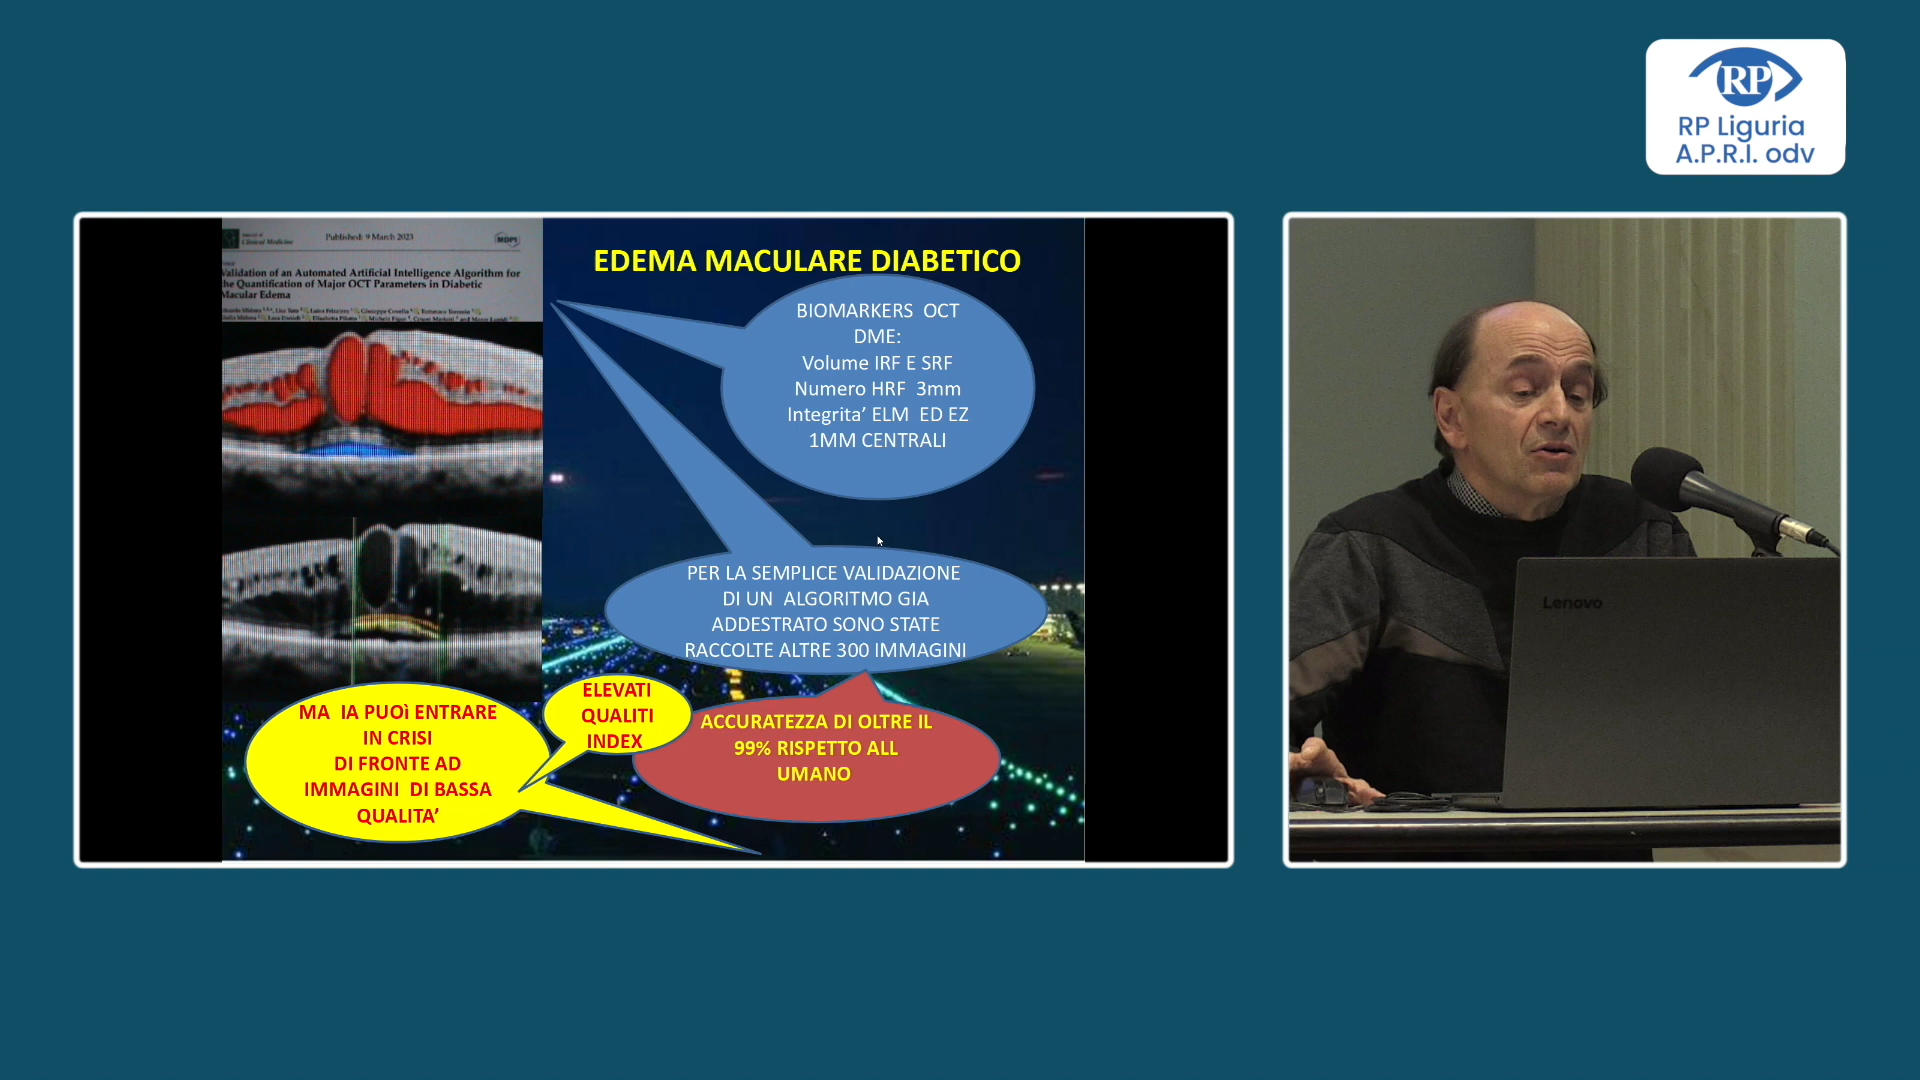 RP
RP Liguria
A.P.R.I. odv
Clinical Medicine
Published: 9 March 2023
MDPI
Validation of an Automated Artificial Intelligence Algorithm for
the Quantification of Major OCT Parameters in Diabetic
Macular Edema
EDEMA MACULARE DIABETICO
BIOMARKERS OCT
DME:
Volume IRF E SRF
Numero HRF 3mm
Integrita’ ELM ED EZ
1MM CENTRALI
PER LA SEMPLICE VALIDAZIONE
DI UN ALGORITMO GIA
ADDESTRATO SONO STATE
RACCOLTE ALTRE 300 IMMAGINI
ELEVATI
QUALITI
INDEX
ACCURATEZZA DI OLTRE IL
99% RISPETTO ALL
UMANO
MA IA PUOì ENTRARE
IN CRISI
DI FRONTE AD
IMMAGINI DI BASSA
QUALITA’
Lenovo